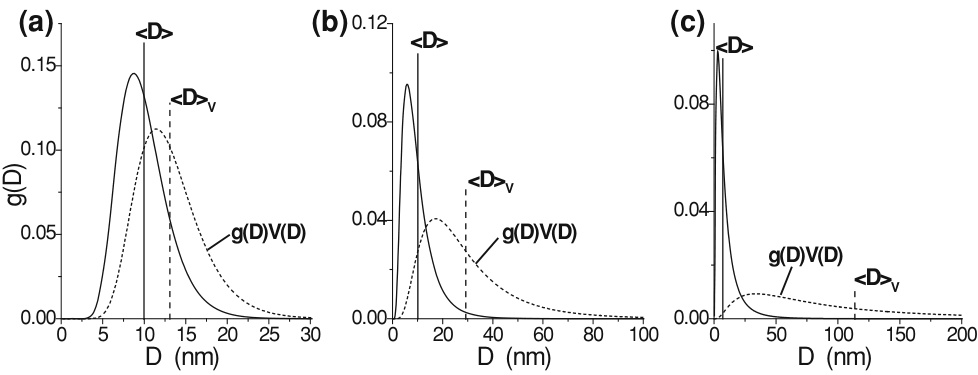 (a)
<D>
<D>V
g(D)V(D)
g(D)
0.15
0.10
0.05
0.00
0 5 10 15 20 25 30
D (nm)
(b)
0.12
<D>
<D>V
g(D)V(D)
0.08
0.04
0.00
0 20 40 60 80 100
D (nm)
(c)
<D>
g(D)V(D)
<D>V
0.08
0.04
0.00
0 50 100 150 200
D (nm)